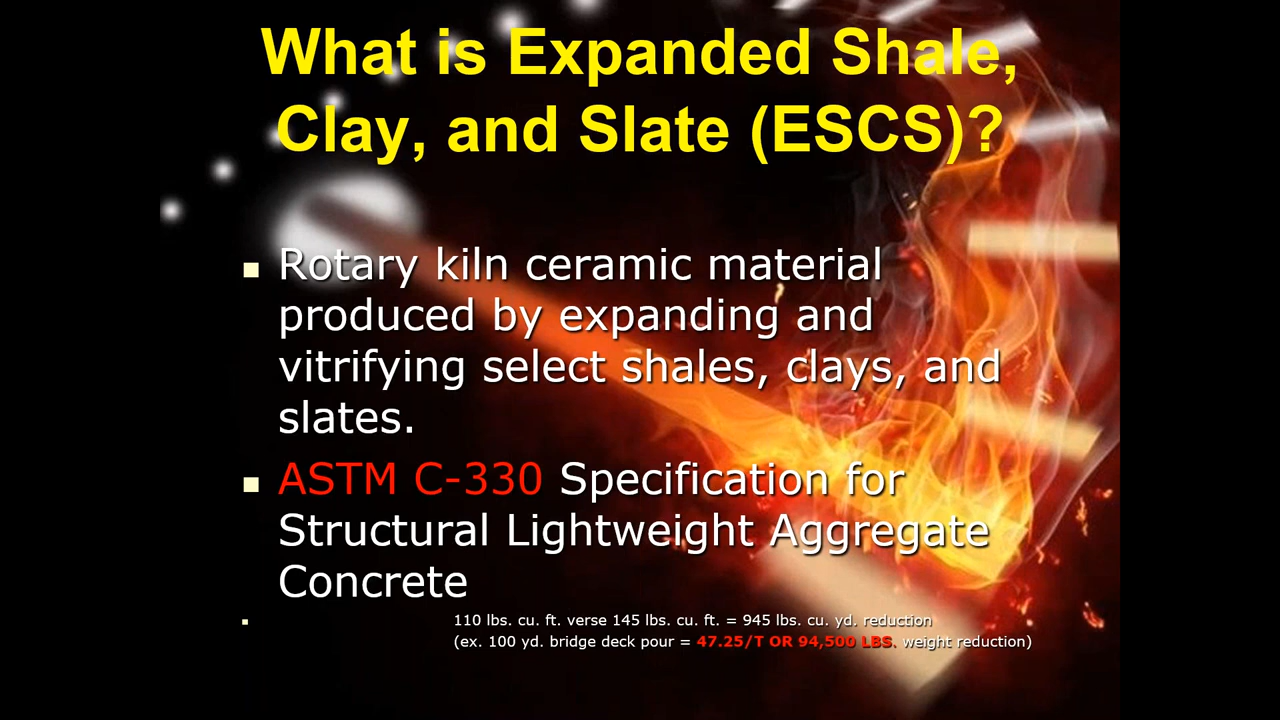 What is Expanded Shale,
Clay, and Slate (ESCS)?
Rotary kiln ceramic material
produced by expanding and
vitrifying select shales, clays, and
slates.
ASTM C-330 Specification for
Structural Lightweight Aggregate
Concrete
110 lbs. cu. ft. verse 145 lbs. cu. ft. = 945 lbs. cu. yd. reduction
(ex. 100 yd. bridge deck pour = 47.25/T OR 94,500 LBS. weight reduction)